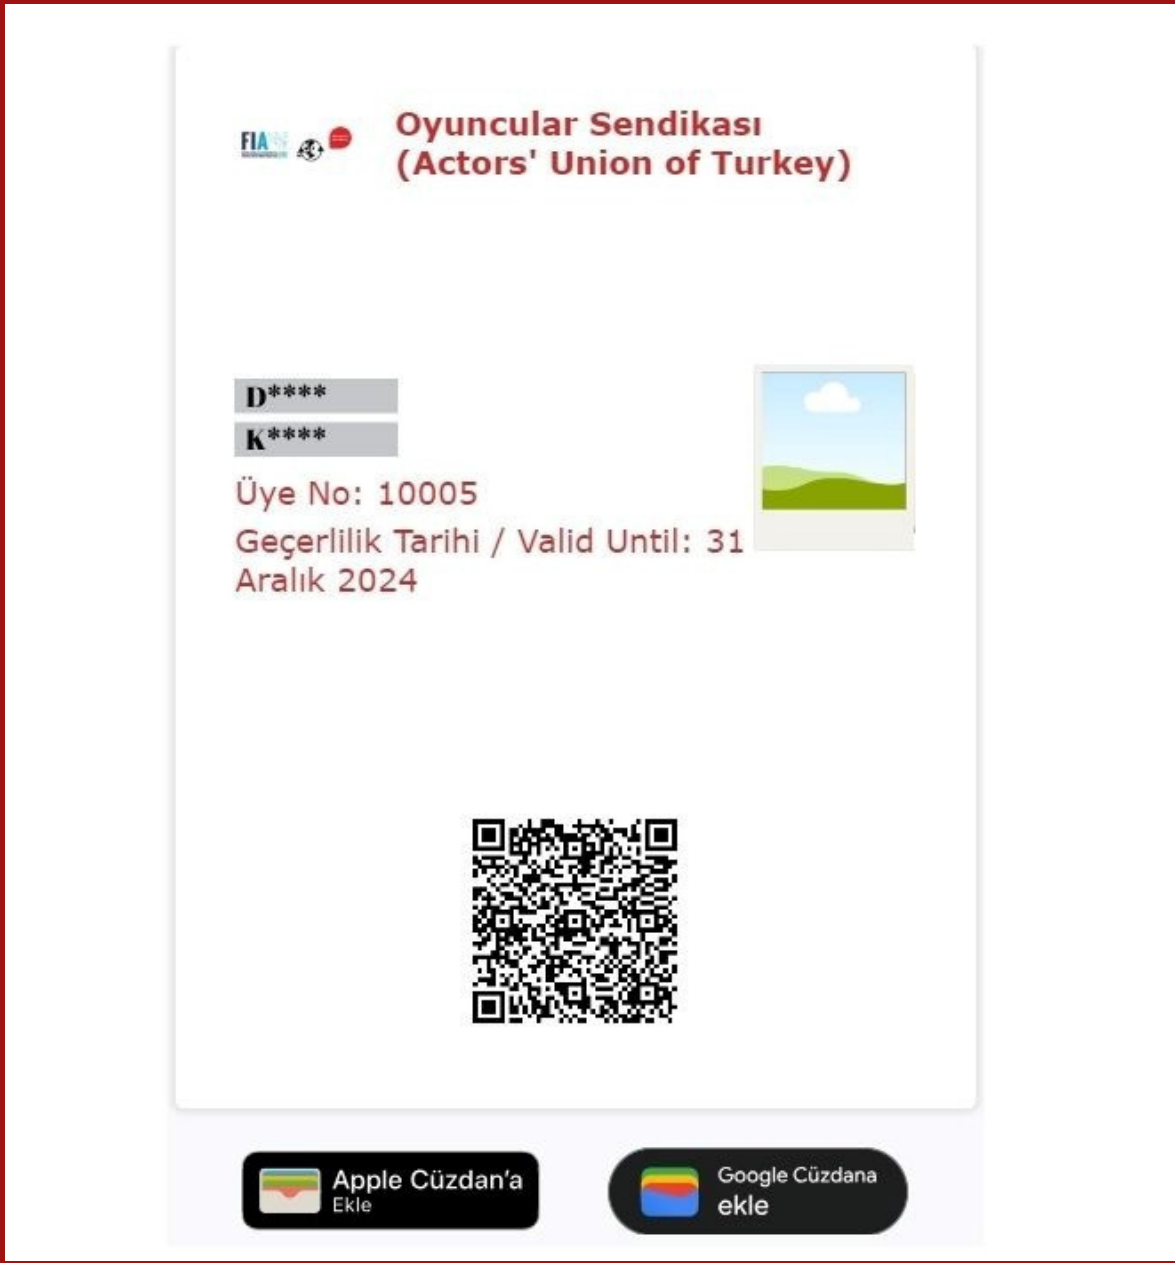 FIA
Oyuncular Sendikası
(Actors' Union of Turkey)
D****
K****
Üye No: 10005
Geçerlilik Tarihi / Valid Until: 31
Aralık 2024
Apple Cüzdan'a
Ekle
Google Cüzdana
ekle